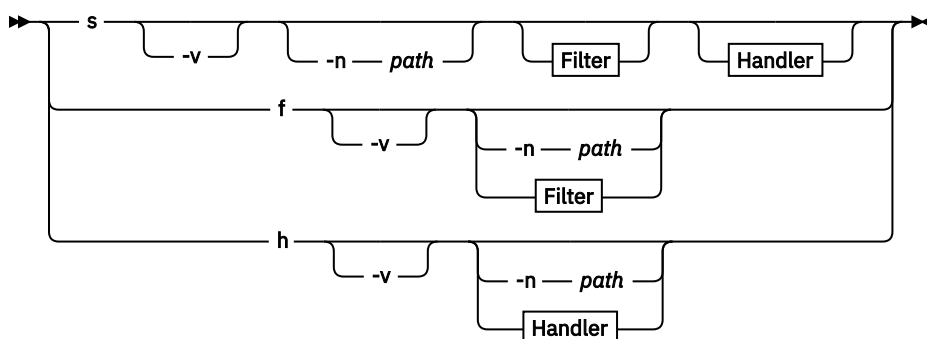 s
-v
-n path
Filter
Handler
f
-v
-n path
Filter
h
-v
-n path
Handler